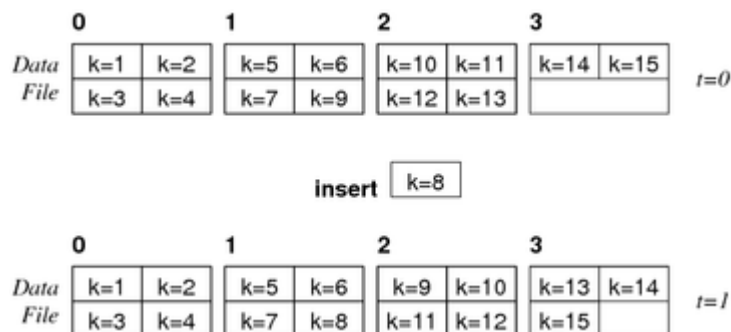 0 1 2 3
Data k=1 k=2 k=5 k=6 k=10 k=11 k=14 k=15 t=0
File k=3 k=4 k=7 k=9 k=12 k=13
insert k=8
0 1 2 3
Data k=1 k=2 k=5 k=6 k=9 k=10 k=13 k=14 t=1
File k=3 k=4 k=7 k=8 k=11 k=12 k=15